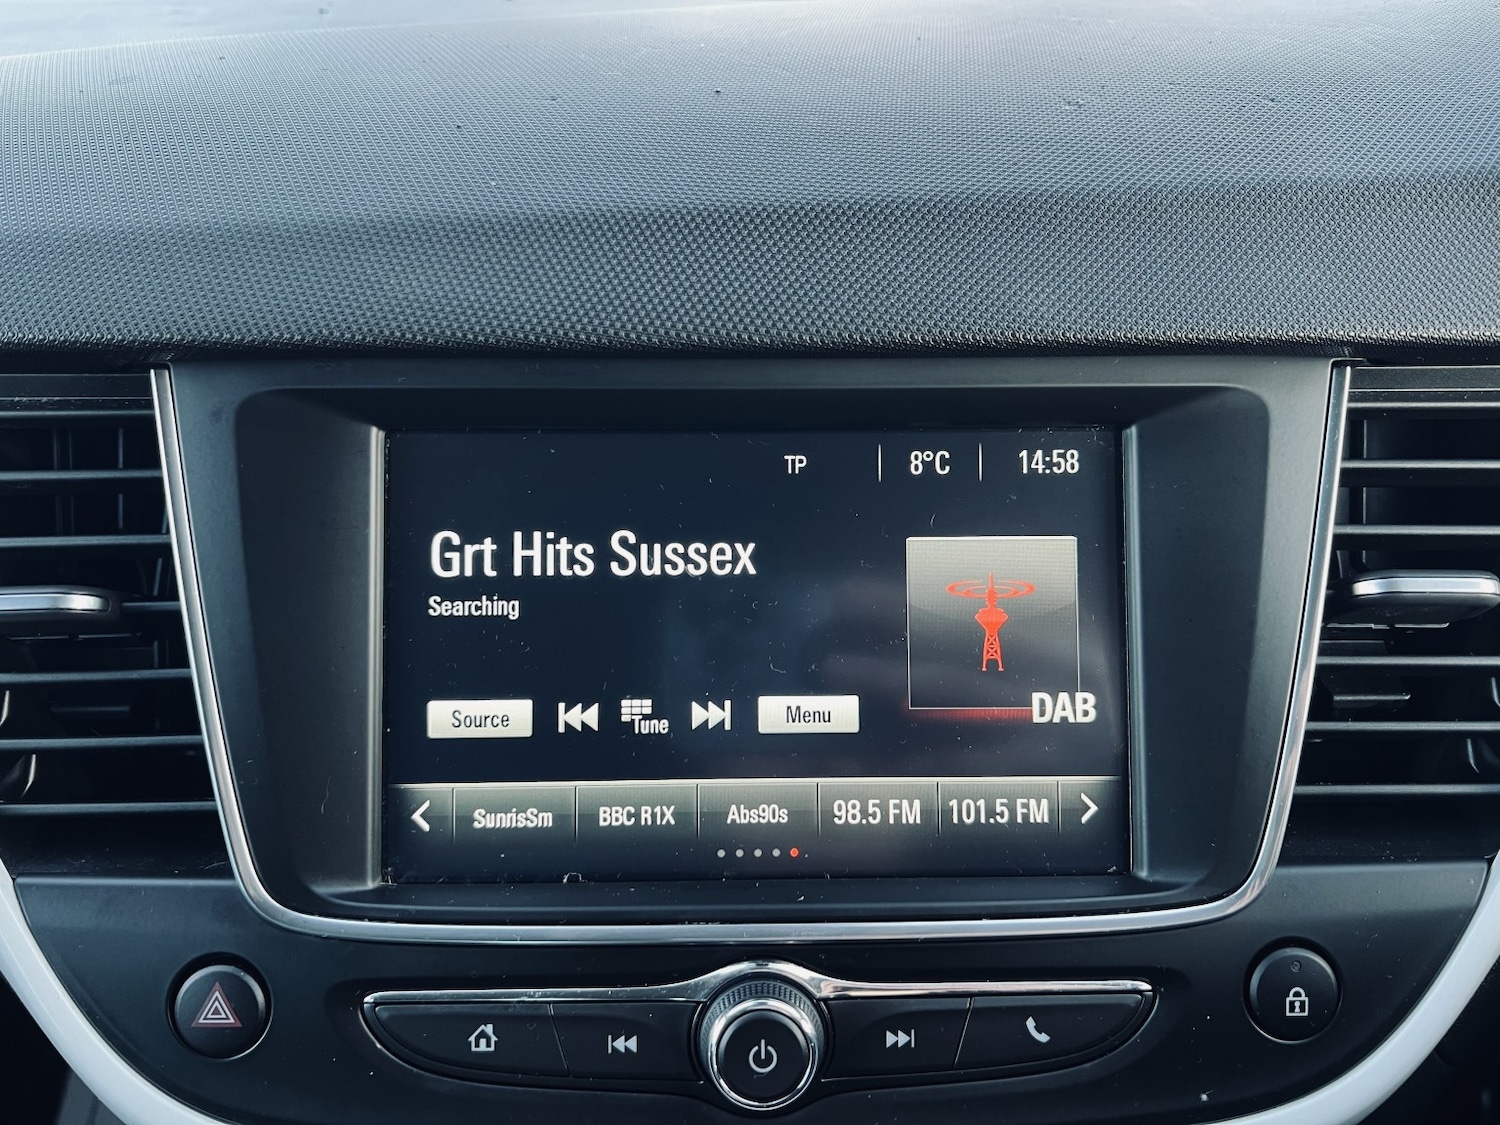 TP 8°C 14:58
Grt Hits Sussex
Searching
DAB
Source Tune Menu
SunrisSm BBC R1X Abs90s 98.5 FM 101.5 FM